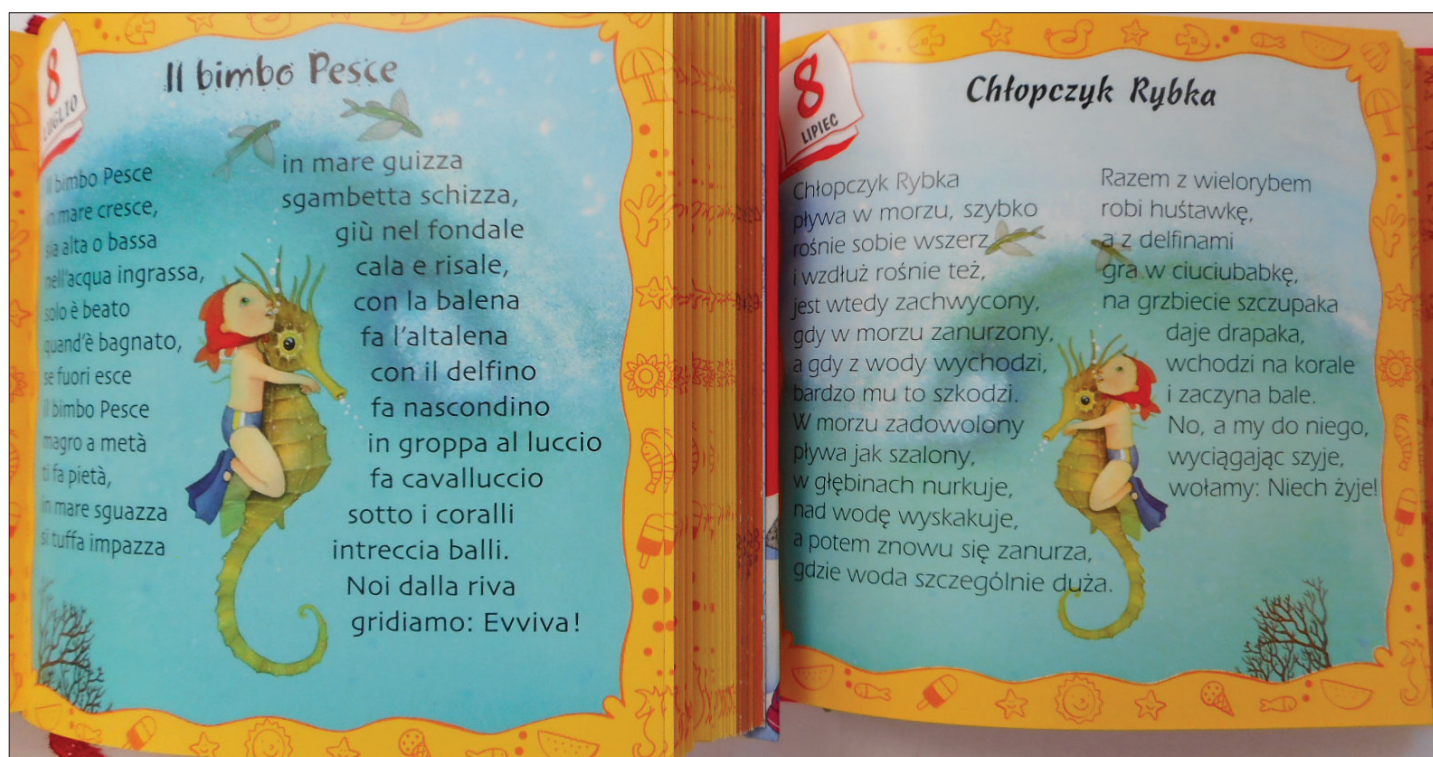 8
LUGLIO
Il bimbo Pesce
Il bimbo Pesce
in mare cresce,
sia alta o bassa
nell'acqua ingrassa,
solo è beato
quand'è bagnato,
se fuori esce
il bimbo Pesce
magro a metà
ti fa pietà,
in mare sguazza
si tuffa impazza
in mare guizza
sgambetta schizza,
giù nel fondale
cala e risale,
con la balena
fa l'altalena
con il delfino
fa nascondino
in groppa al luccio
fa cavalluccio
sotto i coralli
intreccia balli.
Noi dalla riva
gridiamo: Evviva!
8
LIPIEC
Chłopczyk Rybka
Chłopczyk Rybka
pływa w morzu, szybko
rośnie sobie wszerz
i wzdłuż rośnie też,
jest wtedy zachwycony,
gdy w morzu zanurzony,
a gdy z wody wychodzi,
bardzo mu to szkodzi.
W morzu zadowolony
pływa jak szalony,
w głębinach nurkuje,
nad wodę wyskakuje,
a potem znowu się zanurza,
gdzie woda szczególnie duża.
Razem z wielorybem
robi huśtawkę,
a z delfinami
gra w ciuciubabkę,
na grzbiecie szczupaka
daje drapaka,
wchodzi na korale
i zaczyna bale.
No, a my do niego,
wyciągając szyje,
wołamy: Niech żyje!